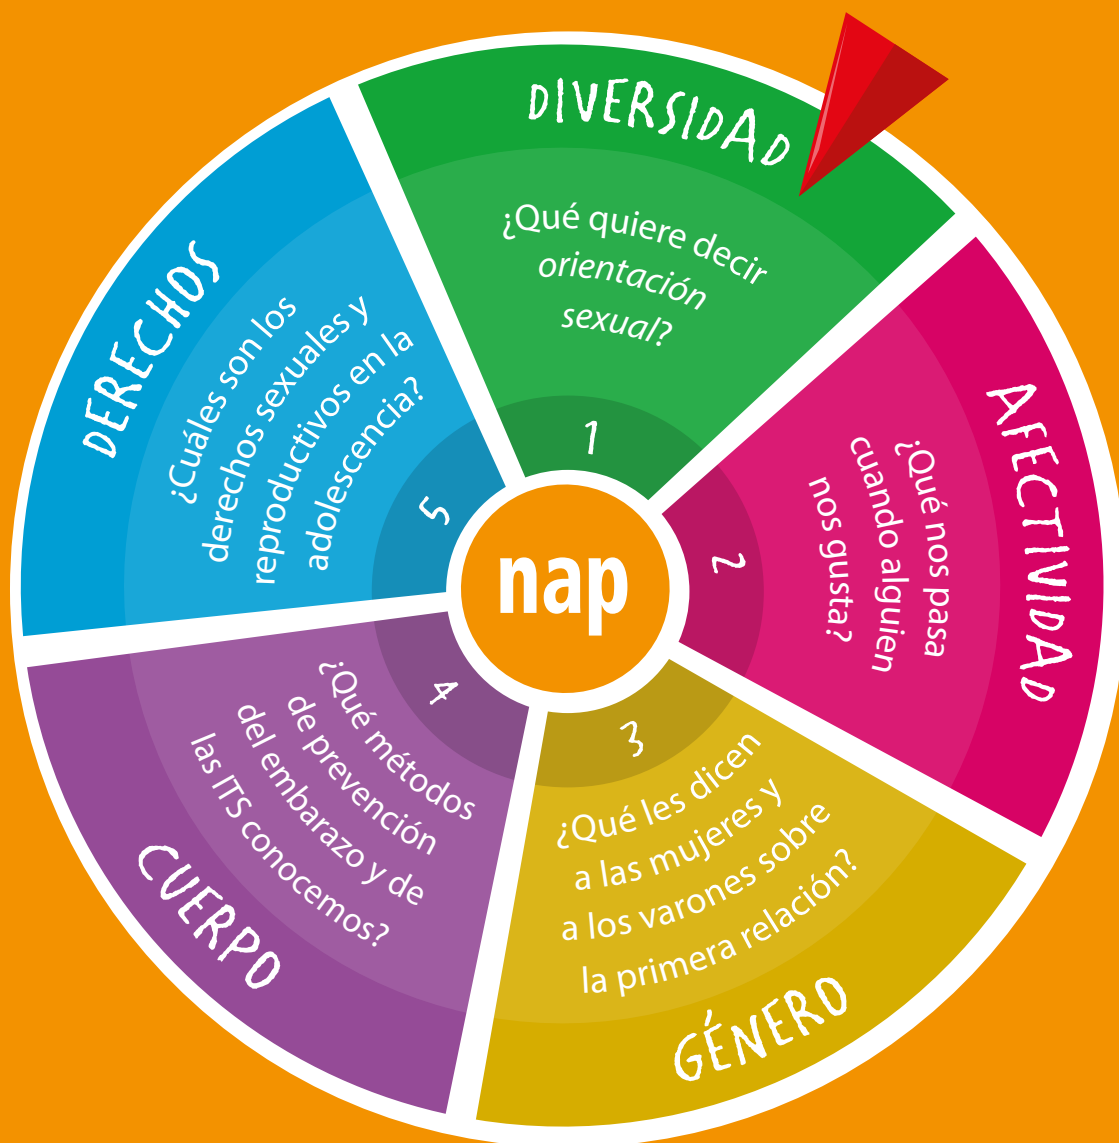 DIVERSIDAD
¿Qué quiere decir
orientación
sexual?
1
AFECTIVIDAD
¿Qué nos pasa
cuando alguien
nos gusta?
2
GÉNERO
¿Qué les dicen
a las mujeres y
a los varones sobre
la primera relación?
3
CUERPO
¿Qué métodos
de prevención
del embarazo y de
las ITS conocemos?
4
DERECHOS
¿Cuáles son los
derechos sexuales y
reproductivos en la
adolescencia?
5
nap